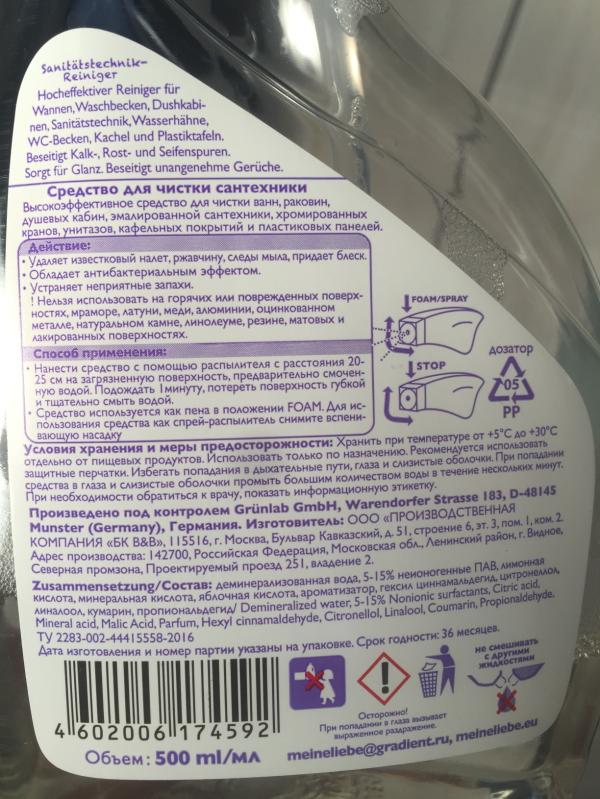 Sanitätstechnik-
Reiniger
Hocheffektiver Reiniger für
Wannen, Waschbecken, Dushkabi-
nen, Sanitätstechnik, Wasserhähne,
WC-Becken, Kachel und Plastiktafeln.
Beseitigt Kalk-, Rost- und Seifenspuren.
Sorgt für Glanz. Beseitigt unangenehme Gerüche.
Средство для чистки сантехники
Высокоэффективное средство для чистки ванн, раковин,
душевых кабин, эмалированной сантехники, хромированных
кранов, унитазов, кафельных покрытий и пластиковых панелей.
Действие:
• Удаляет известковый налет, ржавчину, следы мыла, придает блеск.
• Обладает антибактериальным эффектом.
• Устраняет неприятные запахи.
! Нельзя использовать на горячих или поврежденных поверх-
ностях, мраморе, латуни, меди, алюминии, оцинкованном
металле, натуральном камне, линолеуме, резине, матовых и
лакированных поверхностях.
Способ применения:
• Нанести средство с помощью распылителя с расстояния 20-
25 см на загрязненную поверхность, предварительно смочен-
ную водой. Подождать 1минуту, потереть поверхность губкой
и тщательно смыть водой.
• Средство используется как пена в положении FOAM. Для ис-
пользования средства как спрей-распылитель снимите вспени-
вающую насадку
FOAM/SPRAY
STOP
дозатор
05
PP
Условия хранения и меры предосторожности: Хранить при температуре от +5°С до +30°С
отдельно от пищевых продуктов. Использовать только по назначению. Рекомендуется использовать
защитные перчатки. Избегать попадания в дыхательные пути, глаза и слизистые оболочки. При попадании
средства в глаза и слизистые оболочки промыть большим количеством воды в течение нескольких минут.
При необходимости обратиться к врачу, показать информационную этикетку.
Произведено под контролем Grünlab GmbH, Warendorfer Strasse 183, D-48145
Munster (Germany), Германия. Изготовитель: ООО «ПРОИЗВОДСТВЕННАЯ
КОМПАНИЯ «БК В&В», 115516, г. Москва, Бульвар Кавказский, д. 51, строение 6, эт. 3, пом. 1, ком. 2.
Адрес производства: 142700, Российская Федерация, Московская обл., Ленинский район, г. Видное,
Северная промзона, Проектируемый проезд 251, владение 2.
Zusammensetzung/Состав: деминерализованная вода, 5-15% неионогенные ПАВ, лимонная
кислота, минеральная кислота, яблочная кислота, ароматизатор, гексил циннамальдегид, цитронеллол,
линалоол, кумарин, пропиональдегид/ Demineralized water, 5-15% Nonionic surfactants, Citric acid,
Mineral acid, Malic Acid, Parfum, Hexyl cinnamaldehyde, Citronellol, Linalool, Coumarin, Propionaldehyde.
ТУ 2283-002-44415558-2016
Дата изготовления и номер партии указаны на упаковке. Срок годности: 36 месяцев.
не смешивать
с другими
жидкостями
4 602006 174592
Осторожно!
При попадании в глаза вызывает
выраженное раздражение.
Объем: 500 ml/мл
meineliebe@gradient.ru, meineliebe.eu